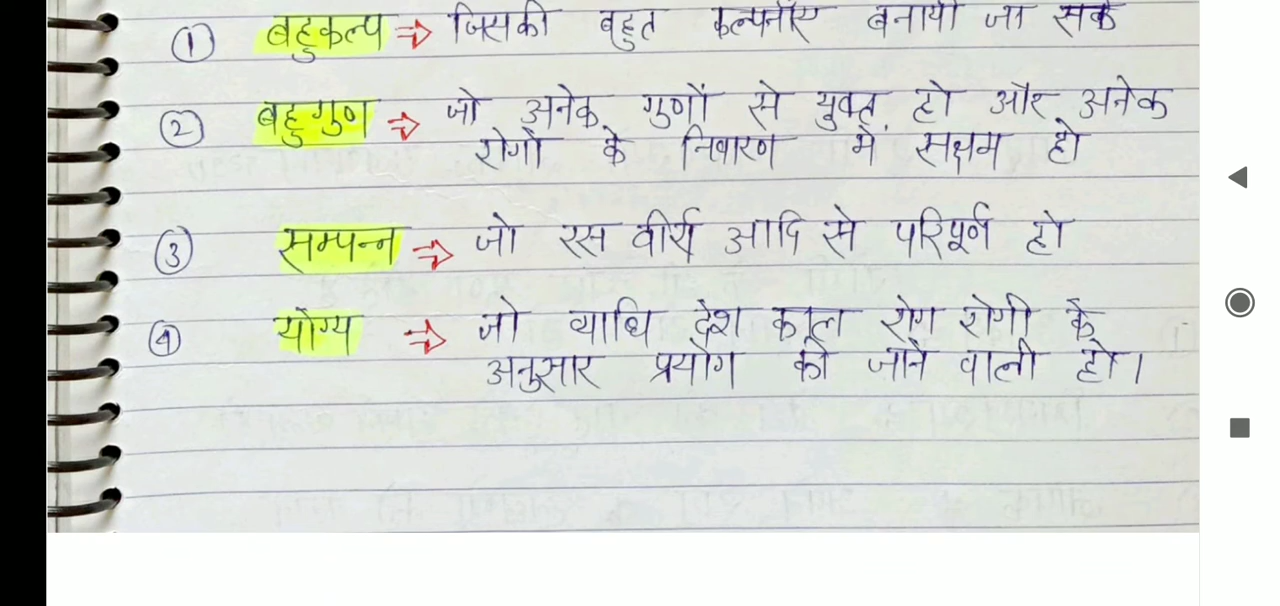 ① बहुकल्प ⇒ जिसकी बहुत कल्पनाएं बनायी जा सके
② बहुगुण ⇒ जो अनेक गुणों से युक्त हो और अनेक
रोगों के निवारण में सक्षम हो
③ सम्पन्न ⇒ जो रस वीर्य आदि से परिपूर्ण हो
④ योग्य ⇒ जो व्याधि देश काल रोग रोगी के
अनुसार प्रयोग की जाने वाली हो।